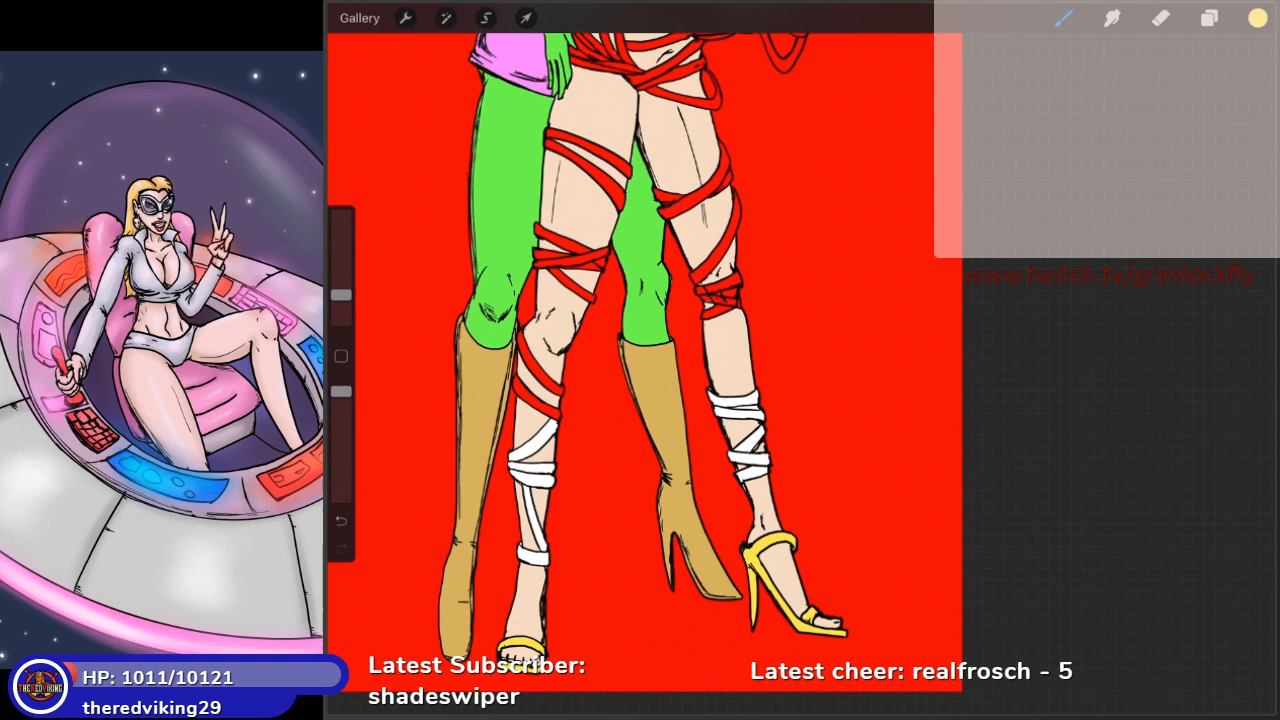 Gallery
www.twitch.tv/grimlockfly
HP: 1011/10121
theredviking29
Latest Subscriber:
shadeswiper
Latest cheer: realfrosch - 5